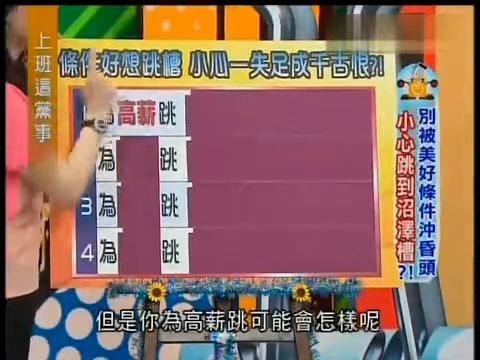 上班這黨事
條件好想跳槽 小心一失足成千古恨?!
為高薪跳
為 跳
3 為 跳
4 為 跳
別被美好條件沖昏頭
小心跳到沼澤槽?!
但是你為高薪跳可能會怎樣呢